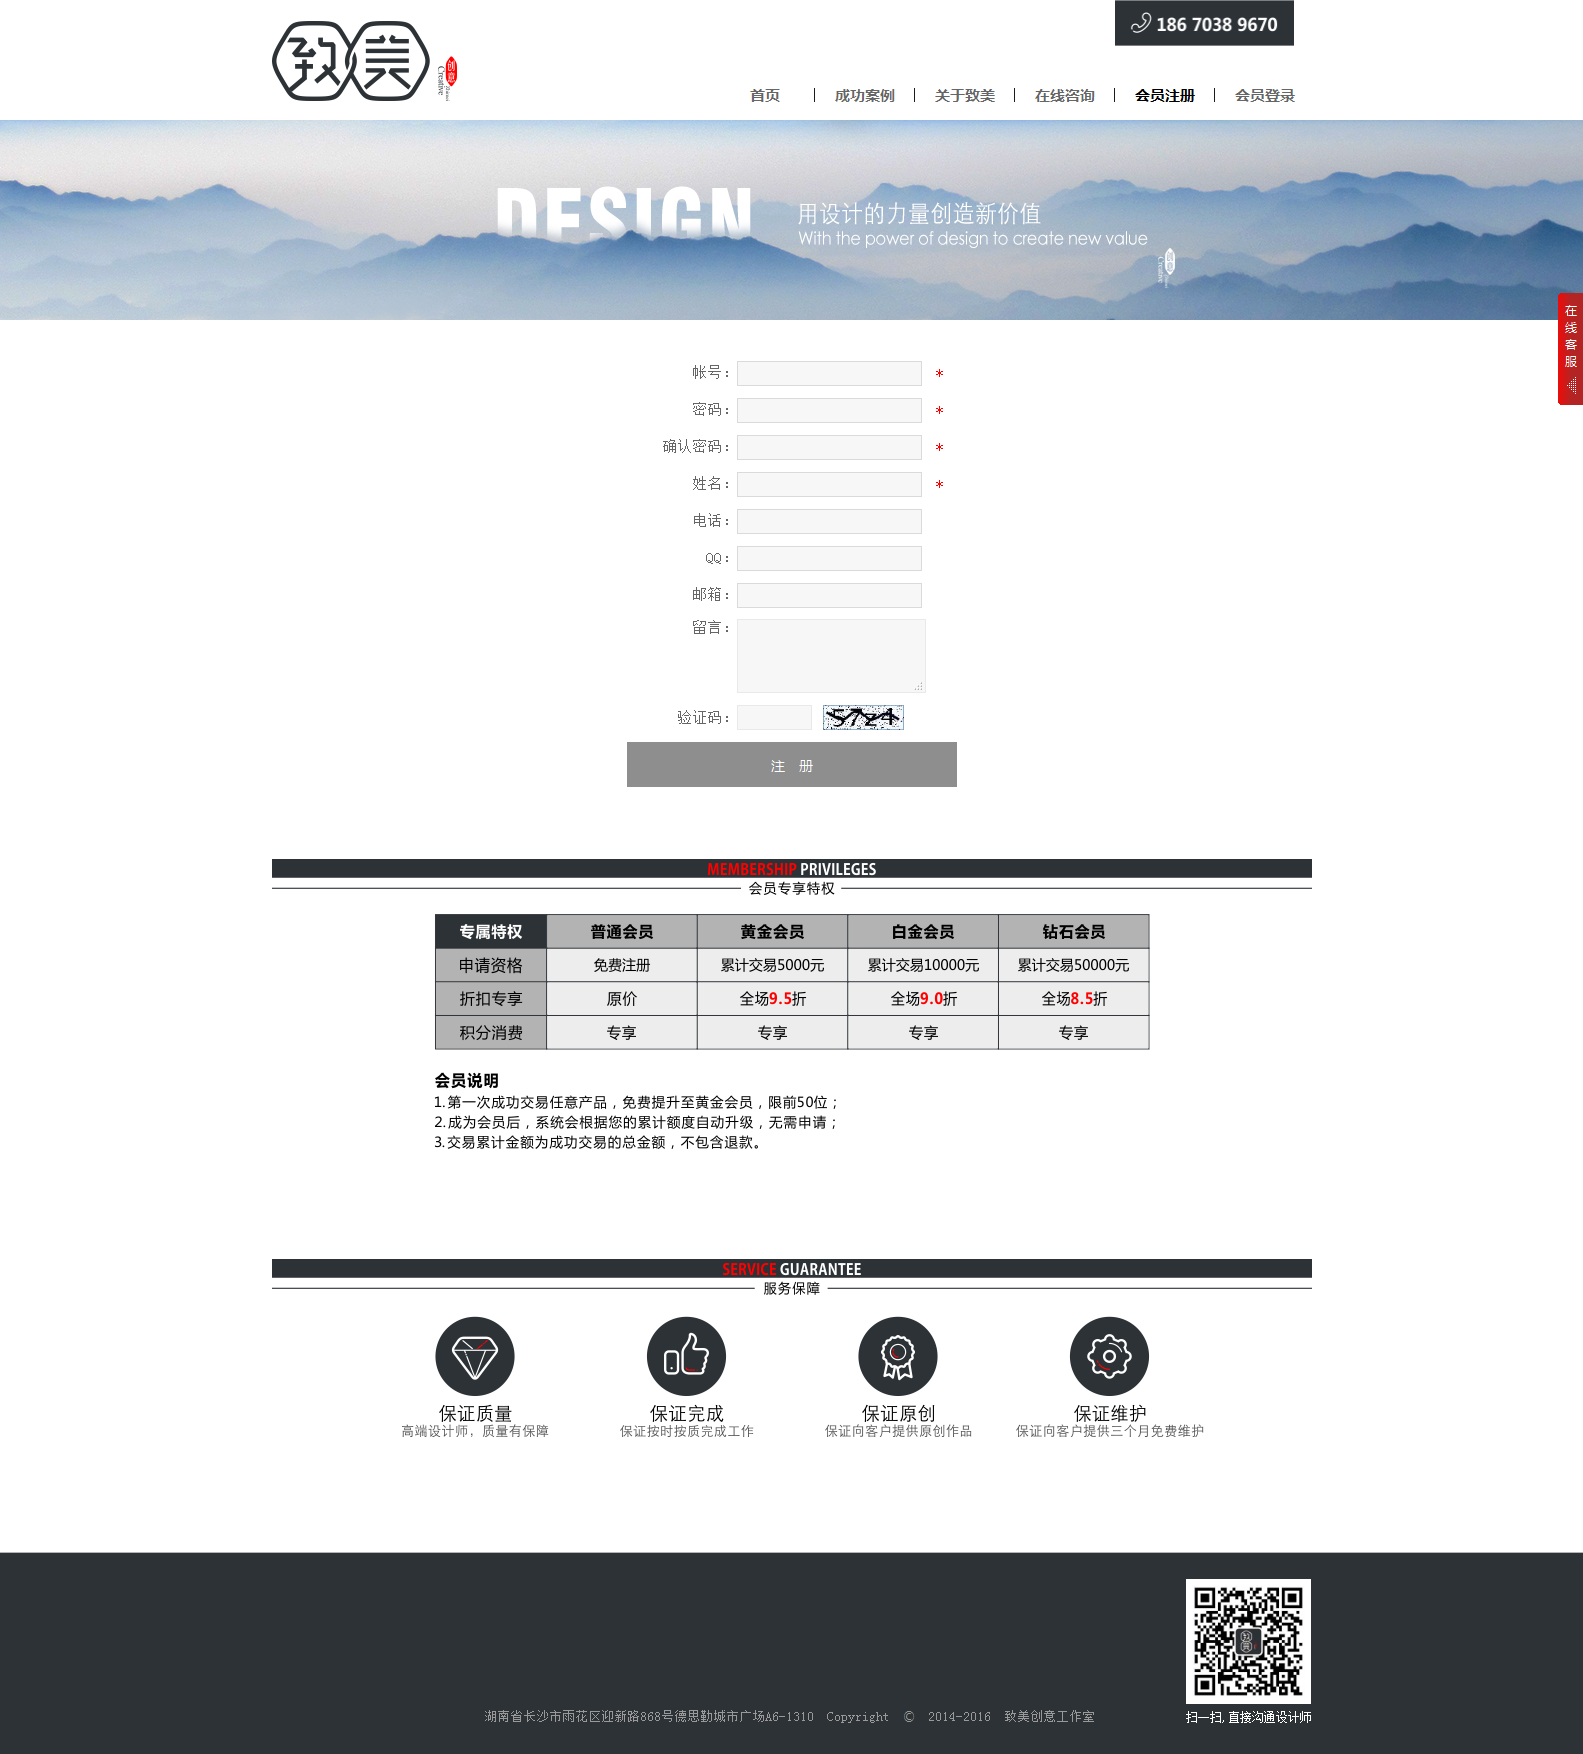 186 7038 9670
致美
创意
Creative
首页
成功案例
关于致美
在线咨询
会员注册
会员登录
DESIGN
用设计的力量创造新价值
With the power of design to create new value
创意
Creative
在线客服
帐号：
*
密码：
*
确认密码：
*
姓名：
*
电话：
QQ：
邮箱：
留言：
验证码：
5724
注 册
MEMBERSHIP PRIVILEGES
会员专享特权
专属特权 普通会员 黄金会员 白金会员 钻石会员
申请资格 免费注册 累计交易5000元 累计交易10000元 累计交易50000元
折扣专享 原价 全场9.5折 全场9.0折 全场8.5折
积分消费 专享 专享 专享 专享
会员说明
1.第一次成功交易任意产品，免费提升至黄金会员，限前50位；
2.成为会员后，系统会根据您的累计额度自动升级，无需申请；
3.交易累计金额为成功交易的总金额，不包含退款。
SERVICE GUARANTEE
服务保障
保证质量 保证完成 保证原创 保证维护
高端设计师，质量有保障 保证按时按质完成工作 保证向客户提供原创作品 保证向客户提供三个月免费维护
致美
湖南省长沙市雨花区迎新路868号德思勤城市广场A6-1310 Copyright © 2014-2016 致美创意工作室
扫一扫,直接沟通设计师